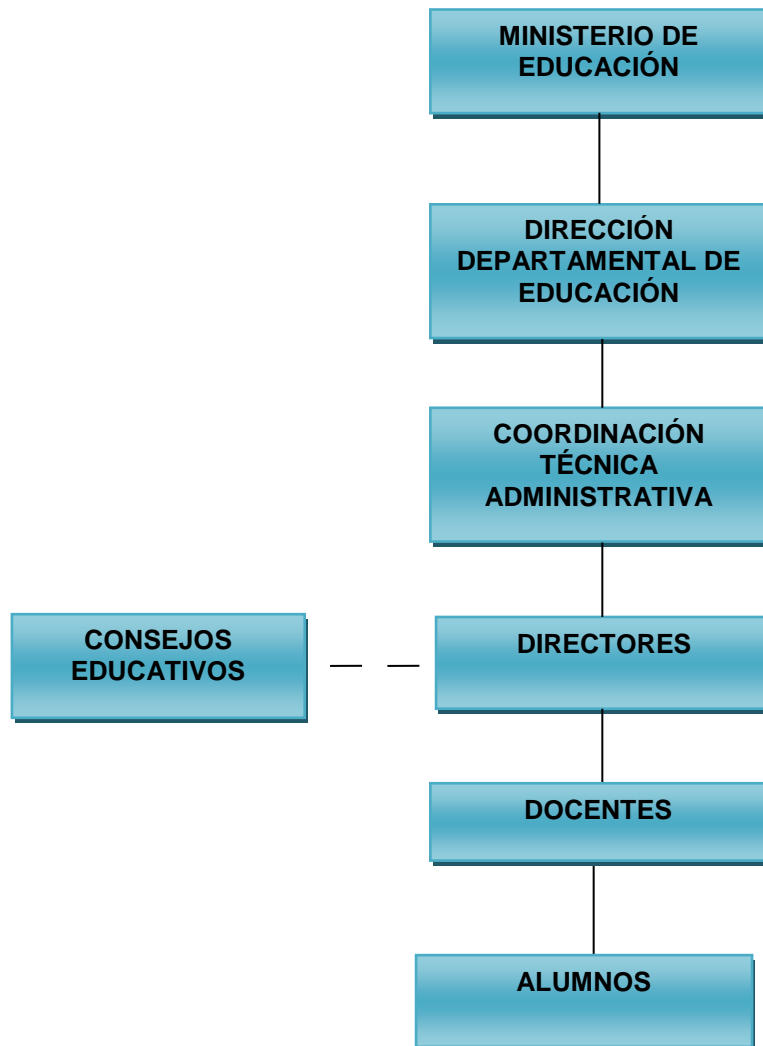 MINISTERIO DE
EDUCACIÓN
DIRECCIÓN
DEPARTAMENTAL DE
EDUCACIÓN
COORDINACIÓN
TÉCNICA
ADMINISTRATIVA
CONSEJOS
EDUCATIVOS
DIRECTORES
DOCENTES
ALUMNOS